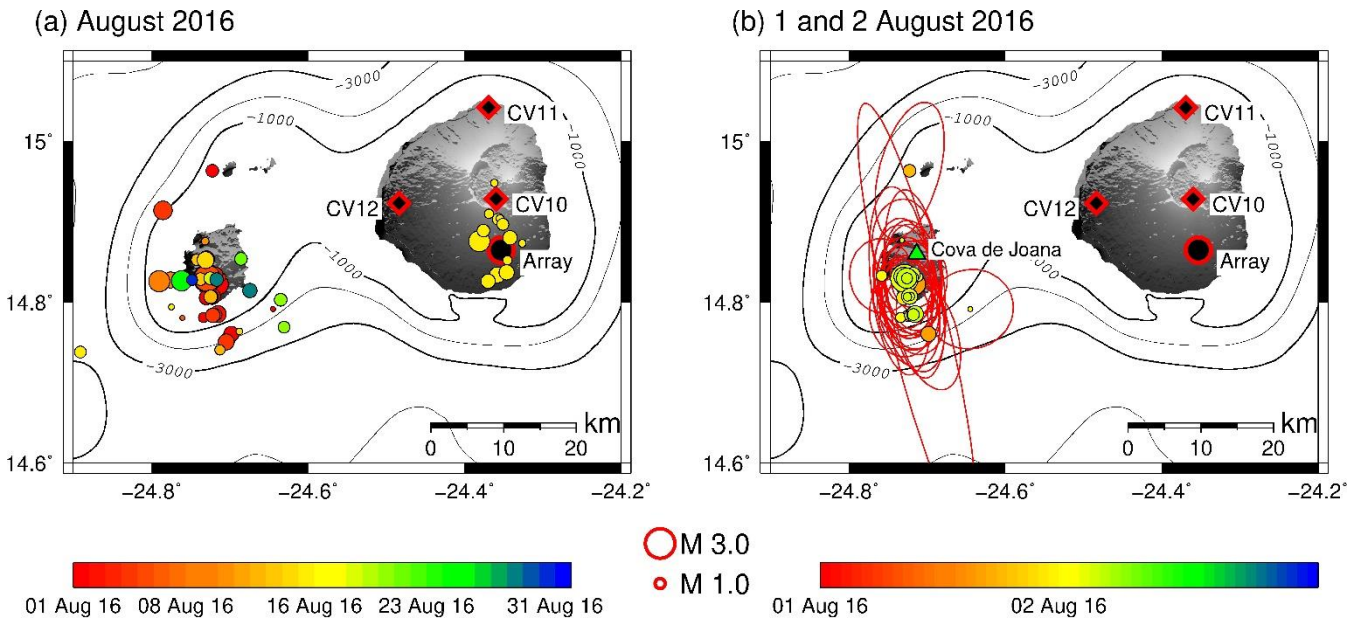 (a) August 2016
−3000
−1000
CV11
15˚
CV12
CV10
Array
14.8˚
−1000
−1000
−3000
km
0 10 20
14.6˚
−24.8˚ −24.6˚ −24.4˚ −24.2˚
01 Aug 16 08 Aug 16 16 Aug 16 23 Aug 16 31 Aug 16
M 3.0
M 1.0
(b) 1 and 2 August 2016
−3000
−1000
CV11
15˚
CV12
CV10
Cova de Joana
Array
14.8˚
−1000
−1000
−3000
km
0 10 20
14.6˚
−24.8˚ −24.6˚ −24.4˚ −24.2˚
01 Aug 16 02 Aug 16